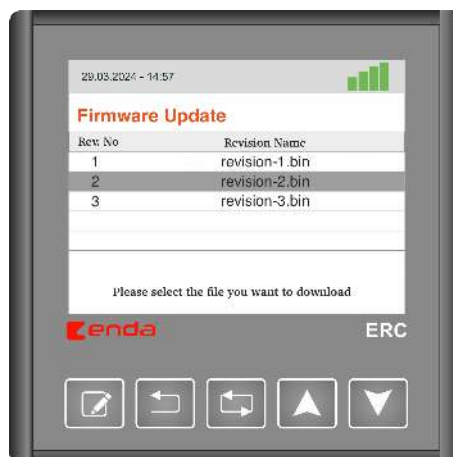 29.03.2024 - 14:57
Firmware Update
Rev. No Revision Name
1 revision-1.bin
2 revision-2.bin
3 revision-3.bin
Please select the file you want to download
enda ERC